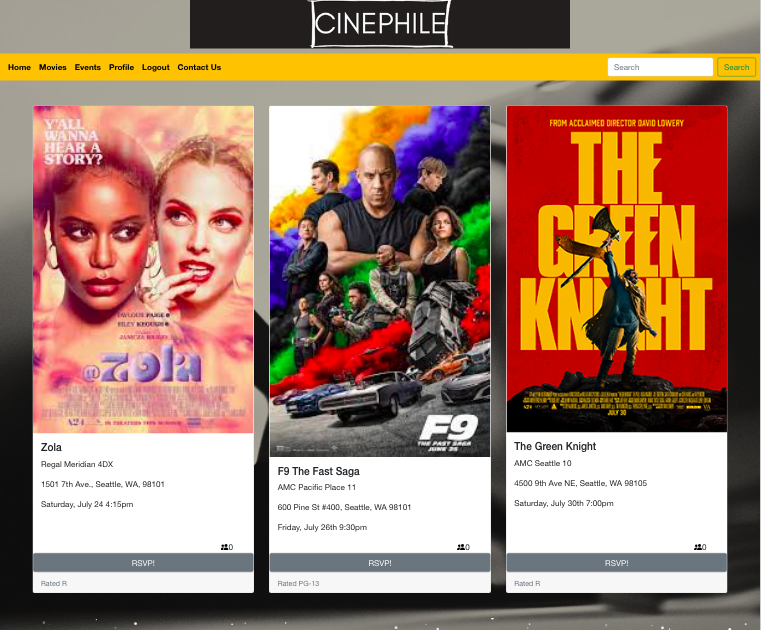 CINEPHILE
Home Movies Events Profile Logout Contact Us
Search Search
Y'ALL
WANNA
HEAR A
STORY?
TAYLOUR PAIGE
RILEY KEOUGH
@Zola
A24 IN THEATERS THIS SUMMER
Zola
Regal Meridian 4DX
1501 7th Ave., Seattle, WA, 98101
Saturday, July 24 4:15pm
0
RSVP!
Rated R
F9
THE FAST SAGA
JUNE 25
F9 The Fast Saga
AMC Pacific Place 11
600 Pine St #400, Seattle, WA 98101
Friday, July 26th 9:30pm
0
RSVP!
Rated PG-13
FROM ACCLAIMED DIRECTOR DAVID LOWERY
THE
GREEN
KNIGHT
A24
JULY 30
The Green Knight
AMC Seattle 10
4500 9th Ave NE, Seattle, WA 98105
Saturday, July 30th 7:00pm
0
RSVP!
Rated R